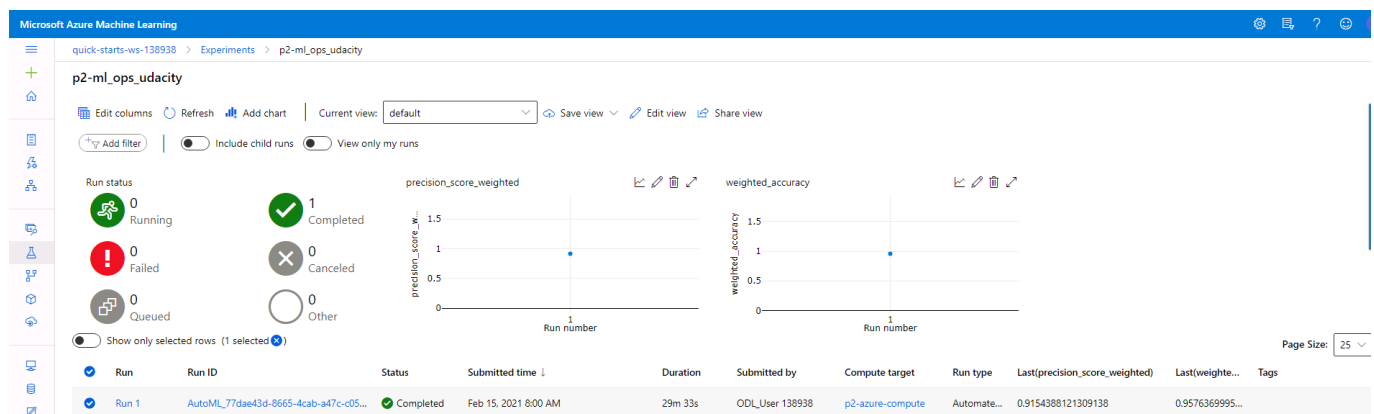 Microsoft Azure Machine Learning
quick-starts-ws-138938 > Experiments > p2-ml_ops_udacity
p2-ml_ops_udacity
Edit columns Refresh Add chart Current view: default Save view Edit view Share view
Add filter Include child runs View only my runs
Run status
0
Running
1
Completed
0
Failed
0
Canceled
0
Queued
0
Other
precision_score_weighted
precision_score_w...
1.5
1
0.5
0
1
Run number
weighted_accuracy
weighted_accuracy
1.5
1
0.5
0
1
Run number
Show only selected rows (1 selected)
Page Size: 25
Run Run ID Status Submitted time ↓ Duration Submitted by Compute target Run type Last(precision_score_weighted) Last(weighte... Tags
Run 1 AutoML_77dae43d-8665-4cab-a47c-c05... Completed Feb 15, 2021 8:00 AM 29m 33s ODL_User 138938 p2-azure-compute Automate... 0.9154388121309138 0.9576369995...